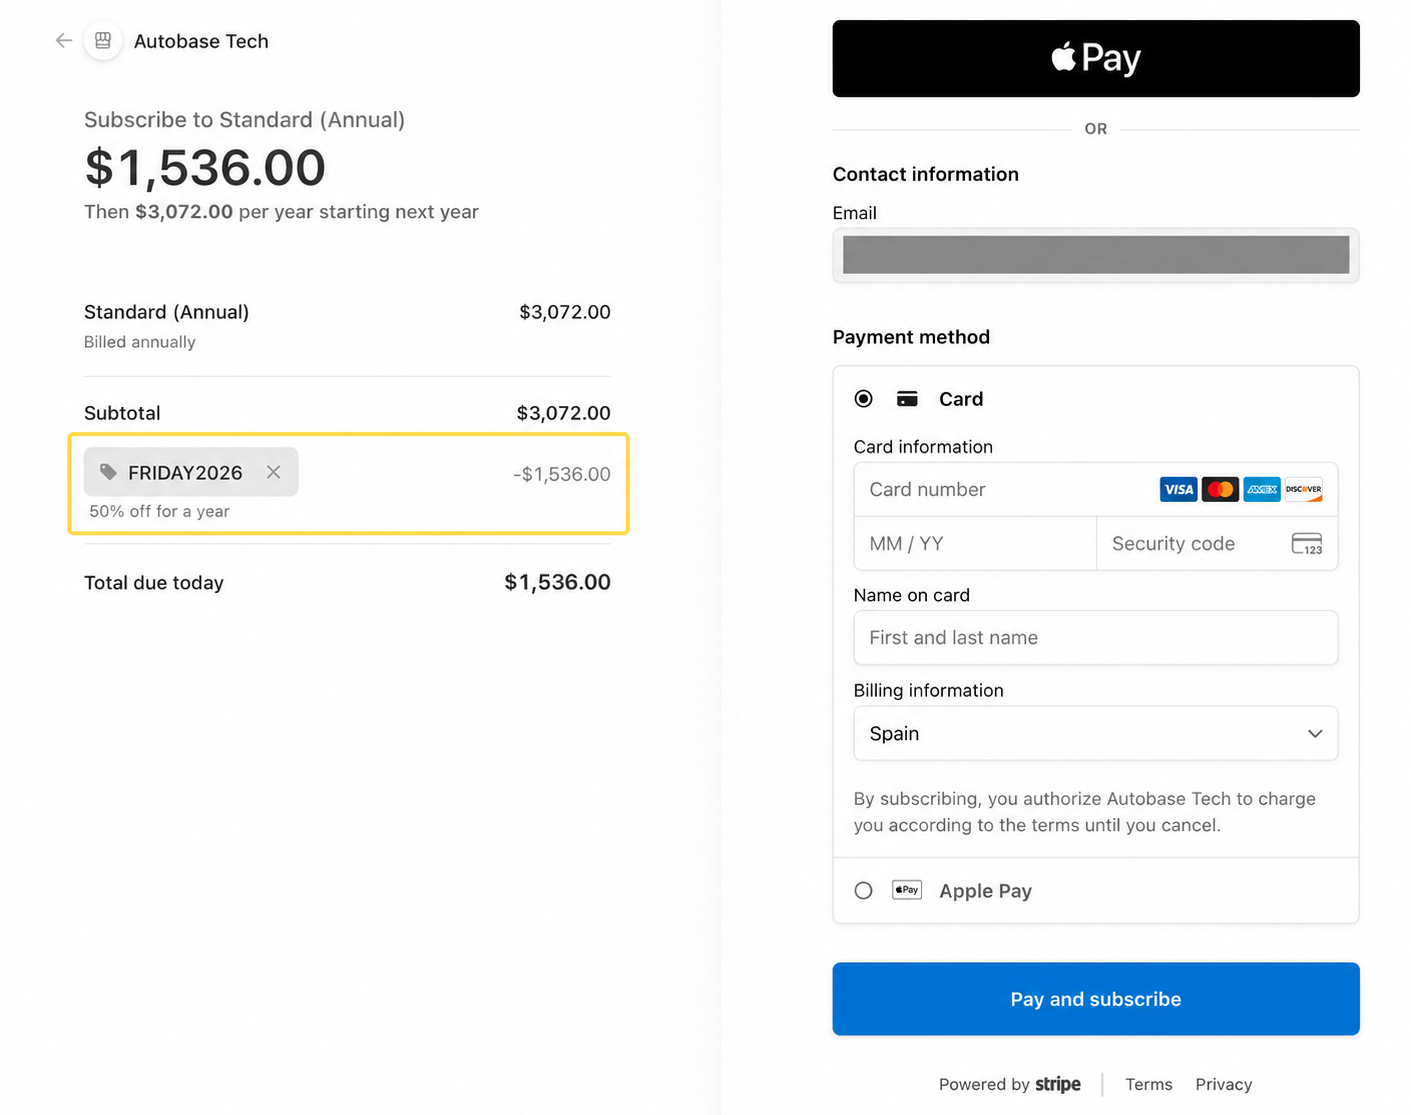 Autobase Tech
Subscribe to Standard (Annual)
$1,536.00
Then $3,072.00 per year starting next year
Standard (Annual) $3,072.00
Billed annually
Subtotal $3,072.00
FRIDAY2026 -$1,536.00
50% off for a year
Total due today $1,536.00
Pay
OR
Contact information
Email
Payment method
Card
Card information
Card number VISA AMEX DISCOVER
MM / YY Security code 123
Name on card
First and last name
Billing information
Spain
By subscribing, you authorize Autobase Tech to charge
you according to the terms until you cancel.
Pay Apple Pay
Pay and subscribe
Powered by stripe Terms Privacy